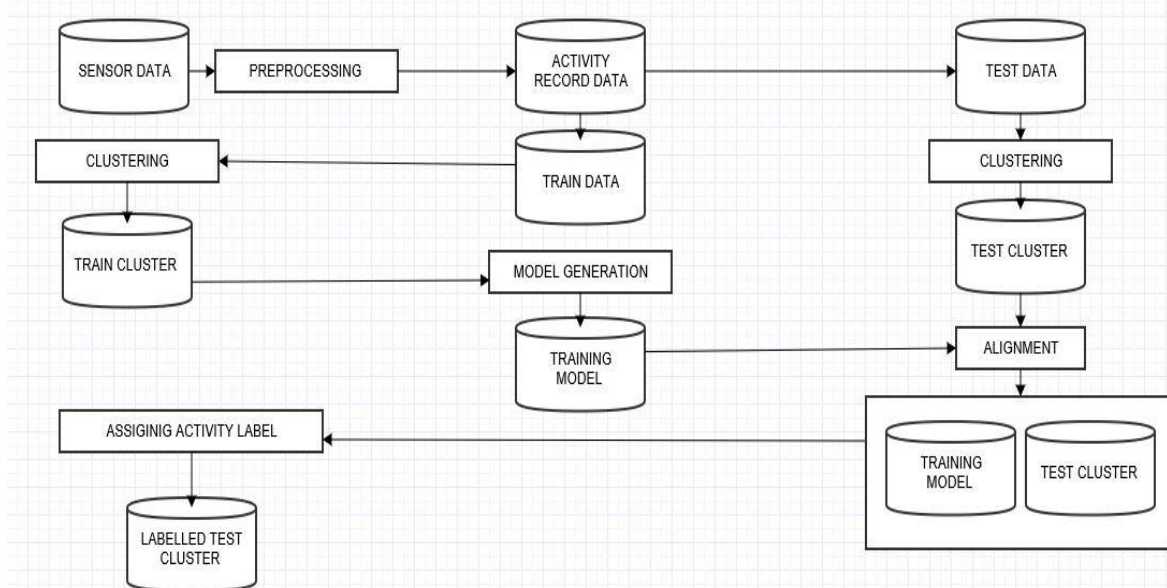 SENSOR DATA
PREPROCESSING
ACTIVITY
RECORD DATA
TEST DATA
CLUSTERING
TRAIN DATA
CLUSTERING
TRAIN CLUSTER
MODEL GENERATION
TEST CLUSTER
TRAINING
MODEL
ALIGNMENT
ASSIGINIG ACTIVITY LABEL
TRAINING
MODEL
TEST CLUSTER
LABELLED TEST
CLUSTER